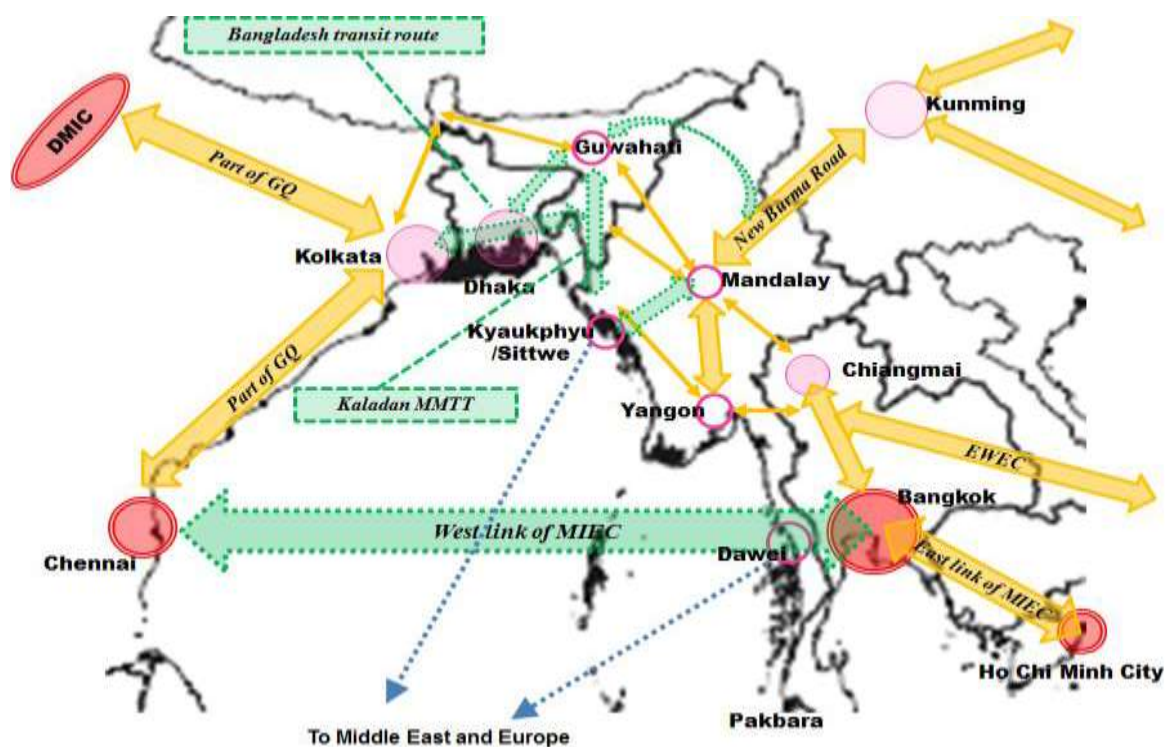 Bangladesh transit route
DMIC
Kunming
Part of GQ
Guwahati
New Burma Road
Kolkata
Dhaka
Mandalay
Kyaukphyu
/Sittwe
Chiangmai
Part of GQ
Kaladan MMTT
Yangon
EWEC
Bangkok
West link of MIEC
Chennai
Dawei
East link of MIEC
Ho Chi Minh City
Pakbara
To Middle East and Europe